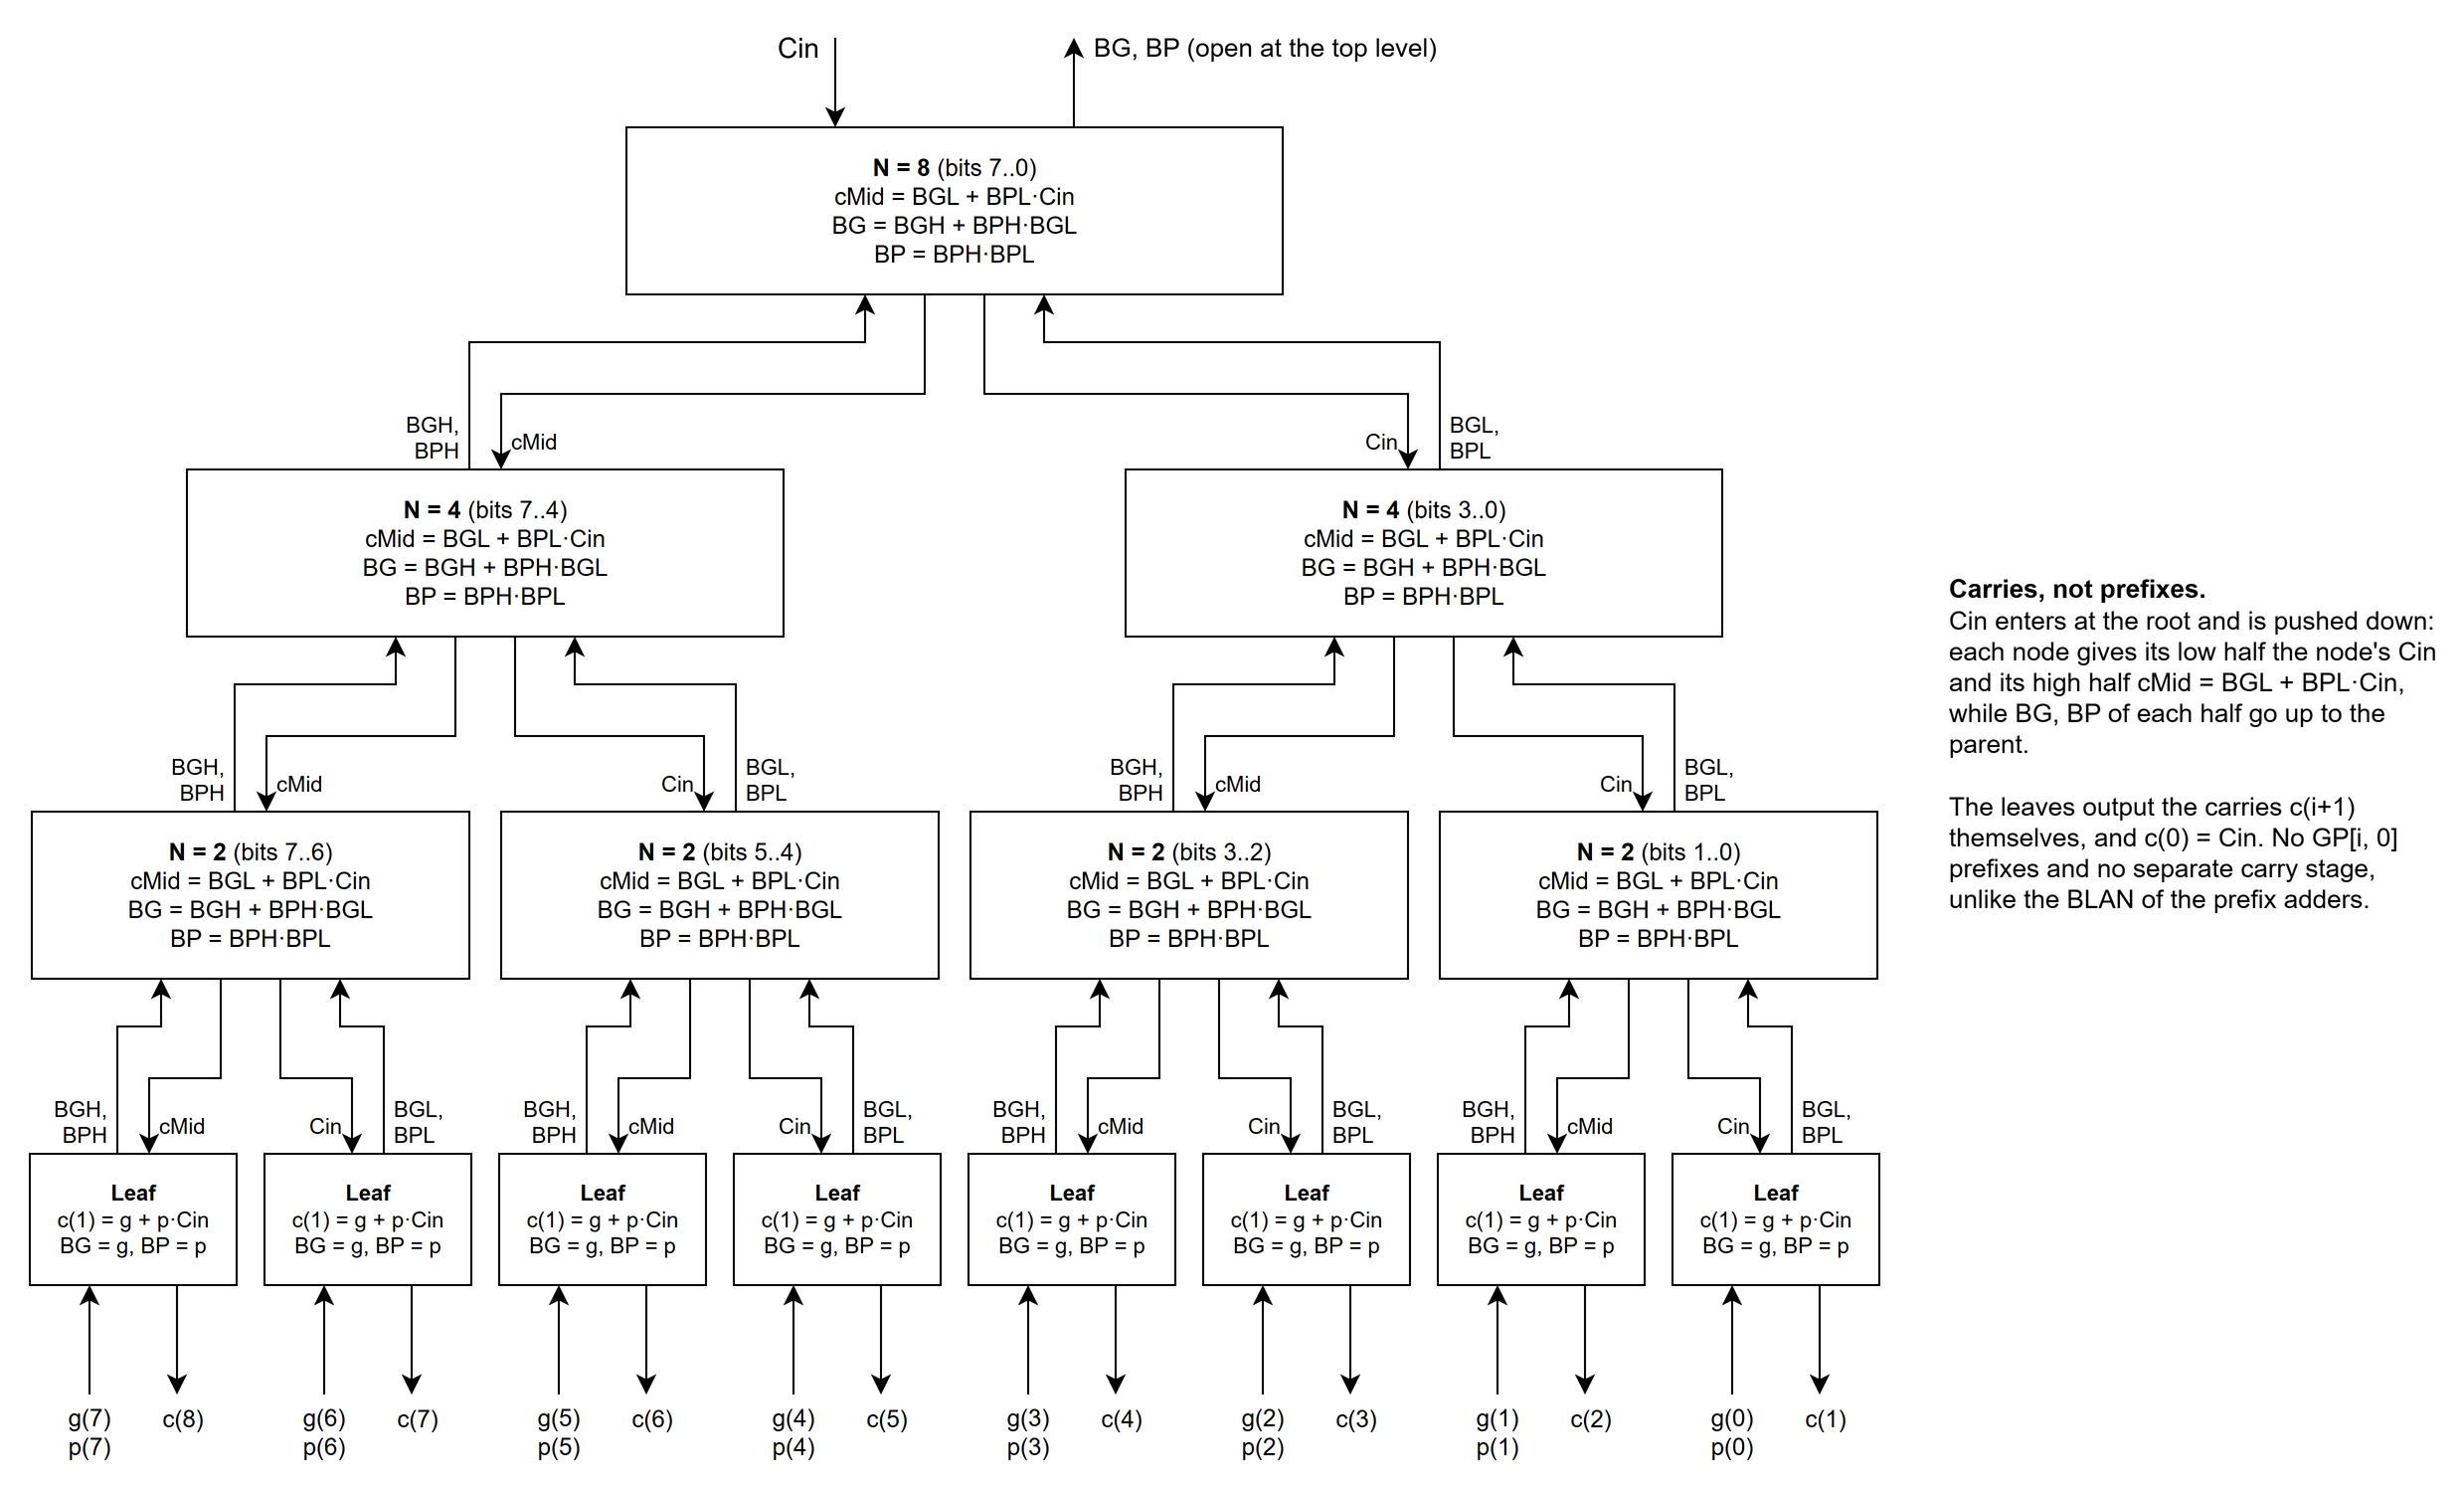 Cin
BG, BP (open at the top level)
N = 8 (bits 7..0)
cMid = BGL + BPL·Cin
BG = BGH + BPH·BGL
BP = BPH·BPL
BGH,
BPH
cMid
Cin
BGL,
BPL
N = 4 (bits 7..4)
cMid = BGL + BPL·Cin
BG = BGH + BPH·BGL
BP = BPH·BPL
N = 4 (bits 3..0)
cMid = BGL + BPL·Cin
BG = BGH + BPH·BGL
BP = BPH·BPL
Carries, not prefixes.
Cin enters at the root and is pushed down:
each node gives its low half the node's Cin
and its high half cMid = BGL + BPL·Cin,
while BG, BP of each half go up to the
parent.
The leaves output the carries c(i+1)
themselves, and c(0) = Cin. No GP[i, 0]
prefixes and no separate carry stage,
unlike the BLAN of the prefix adders.
BGH,
BPH
cMid
Cin
BGL,
BPL
BGH,
BPH
cMid
Cin
BGL,
BPL
N = 2 (bits 7..6)
cMid = BGL + BPL·Cin
BG = BGH + BPH·BGL
BP = BPH·BPL
N = 2 (bits 5..4)
cMid = BGL + BPL·Cin
BG = BGH + BPH·BGL
BP = BPH·BPL
N = 2 (bits 3..2)
cMid = BGL + BPL·Cin
BG = BGH + BPH·BGL
BP = BPH·BPL
N = 2 (bits 1..0)
cMid = BGL + BPL·Cin
BG = BGH + BPH·BGL
BP = BPH·BPL
BGH,
BPH
cMid
Cin
BGL,
BPL
BGH,
BPH
cMid
Cin
BGL,
BPL
BGH,
BPH
cMid
Cin
BGL,
BPL
BGH,
BPH
cMid
Cin
BGL,
BPL
Leaf
c(1) = g + p·Cin
BG = g, BP = p
Leaf
c(1) = g + p·Cin
BG = g, BP = p
Leaf
c(1) = g + p·Cin
BG = g, BP = p
Leaf
c(1) = g + p·Cin
BG = g, BP = p
Leaf
c(1) = g + p·Cin
BG = g, BP = p
Leaf
c(1) = g + p·Cin
BG = g, BP = p
Leaf
c(1) = g + p·Cin
BG = g, BP = p
Leaf
c(1) = g + p·Cin
BG = g, BP = p
g(7)
p(7)
c(8)
g(6)
p(6)
c(7)
g(5)
p(5)
c(6)
g(4)
p(4)
c(5)
g(3)
p(3)
c(4)
g(2)
p(2)
c(3)
g(1)
p(1)
c(2)
g(0)
p(0)
c(1)